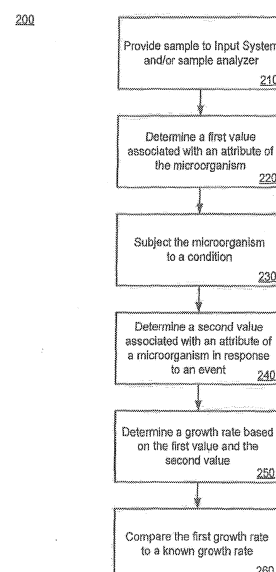 200
Provide sample to Input System
and/or sample analyzer
210
Determine a first value
associated with an attribute of
the microorganism
220
Subject the microorganism
to a condition
230
Determine a second value
associated with an attribute of
a microorganism in response
to an event
240
Determine a growth rate based
on the first value and the
second value
250
Compare the first growth rate
to a known growth rate
260